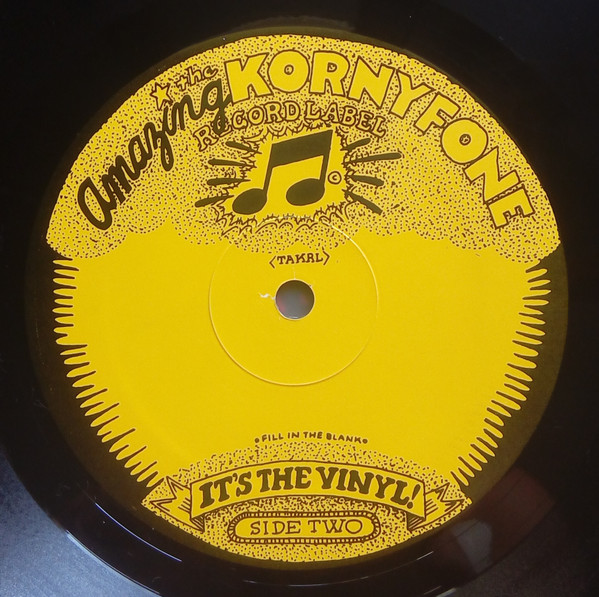 the
amazing KORNYFONE
RECORD LABEL
©
<TAKRL>
•FILL IN THE BLANK•
IT'S THE VINYL!
SIDE TWO